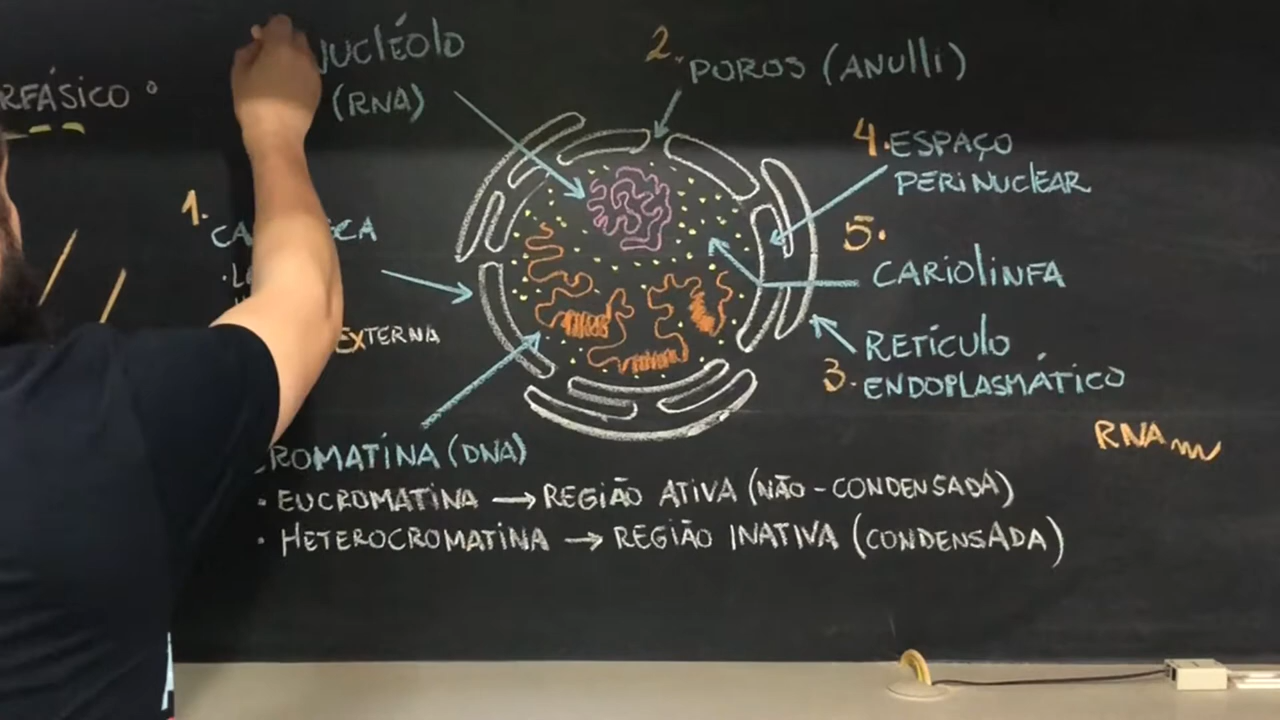 RFÁSICO
NUCLÉOLO
(RNA)
2. POROS (ANULLI)
4. ESPAÇO
PERINUCLEAR
1.
5.
CARIOLINFA
EXTERNA
3. RETÍCULO
ENDOPLASMÁTICO
RNA
ROMATINA (DNA)
• EUCROMATINA → REGIÃO ATIVA (NÃO-CONDENSADA)
• HETEROCROMATINA → REGIÃO INATIVA (CONDENSADA)